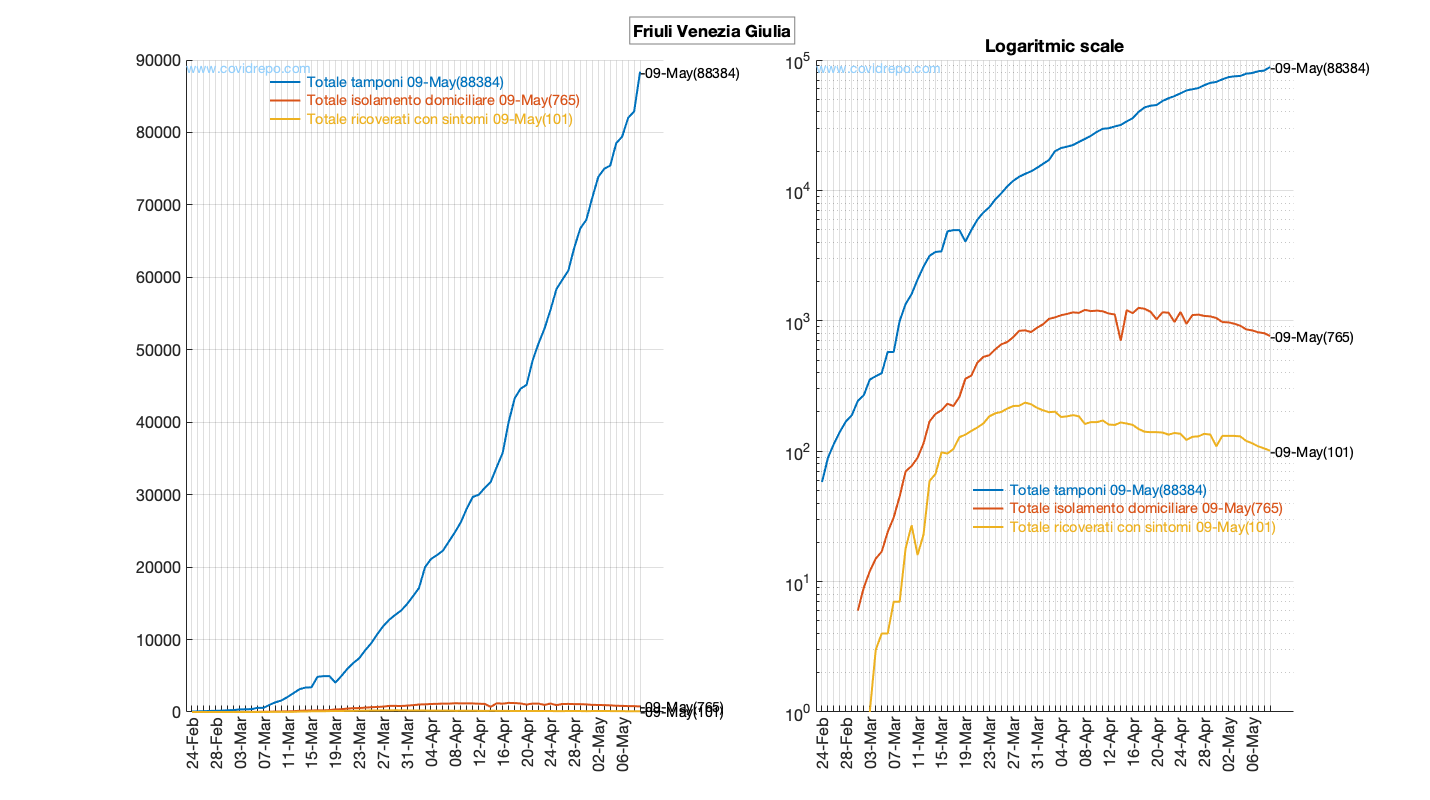 Friuli Venezia Giulia
www.covidrepo.com
Totale tamponi 09-May(88384)
Totale isolamento domiciliare 09-May(765)
Totale ricoverati con sintomi 09-May(101)
-09-May(88384)
-09-May(765)
-09-May(101)
90000
80000
70000
60000
50000
40000
30000
20000
10000
0
24-Feb 28-Feb 03-Mar 07-Mar 11-Mar 15-Mar 19-Mar 23-Mar 27-Mar 31-Mar 04-Apr 08-Apr 12-Apr 16-Apr 20-Apr 24-Apr 28-Apr 02-May 06-May
Logaritmic scale
www.covidrepo.com
-09-May(88384)
-09-May(765)
-09-May(101)
Totale tamponi 09-May(88384)
Totale isolamento domiciliare 09-May(765)
Totale ricoverati con sintomi 09-May(101)
10^5
10^4
10^3
10^2
10^1
10^0
24-Feb 28-Feb 03-Mar 07-Mar 11-Mar 15-Mar 19-Mar 23-Mar 27-Mar 31-Mar 04-Apr 08-Apr 12-Apr 16-Apr 20-Apr 24-Apr 28-Apr 02-May 06-May